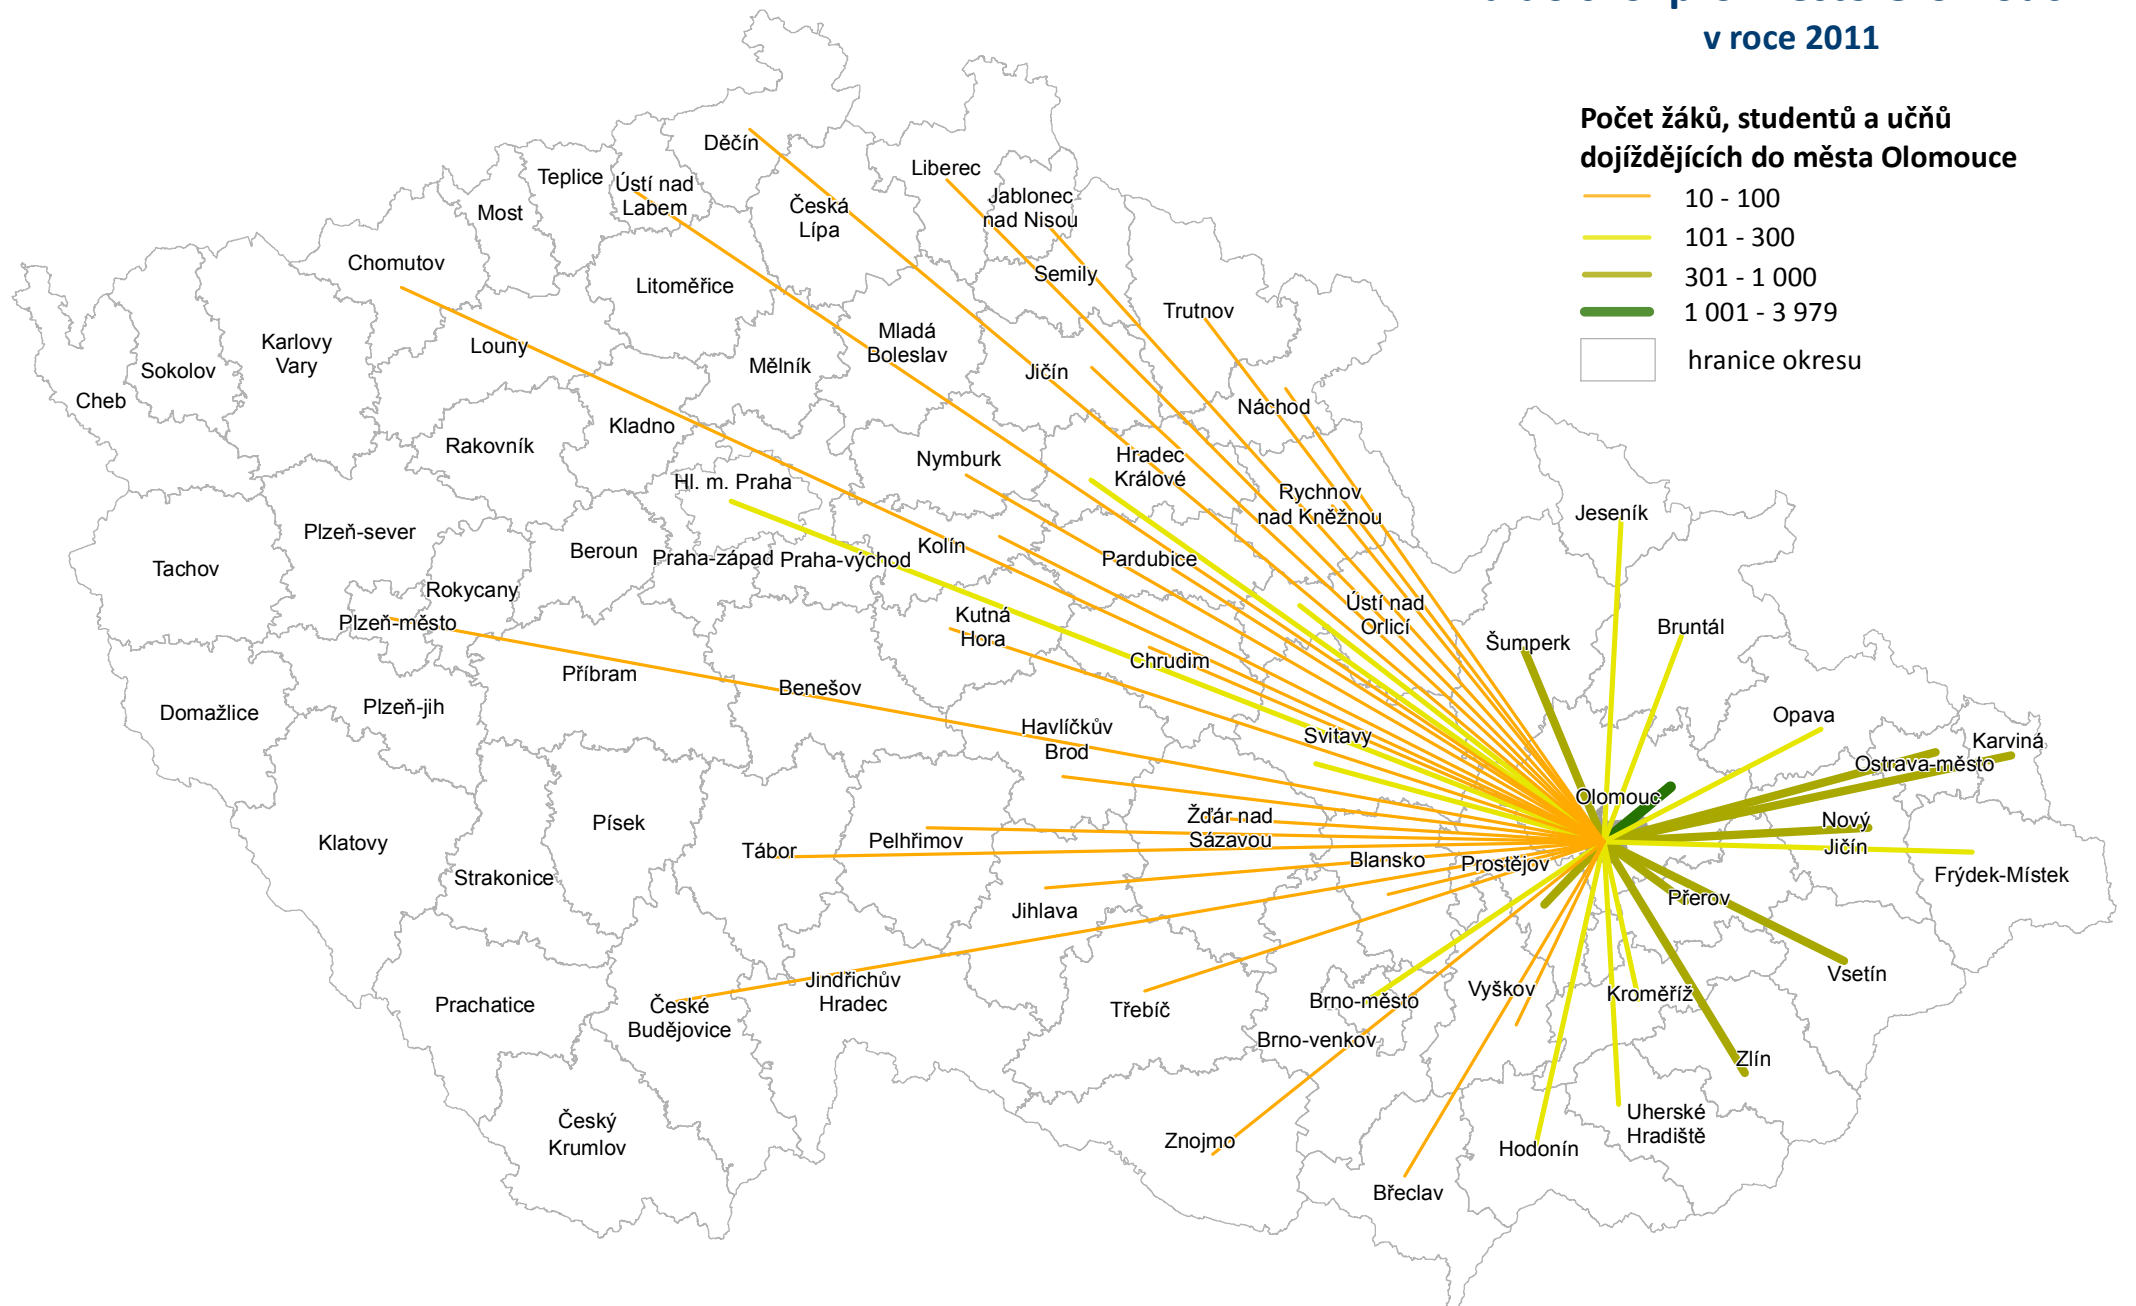 v roce 2011
Počet žáků, studentů a učňů
dojíždějících do města Olomouce
10 - 100
101 - 300
301 - 1 000
1 001 - 3 979
hranice okresu
Děčín
Liberec
Teplice
Ústí nad
Labem
Jablonec
nad Nisou
Most
Česká
Lípa
Chomutov
Semily
Litoměřice
Trutnov
Karlovy
Vary
Louny
Mladá
Boleslav
Sokolov
Mělník
Jičín
Cheb
Náchod
Kladno
Rakovník
Nymburk
Hradec
Králové
Hl. m. Praha
Rychnov
nad Kněžnou
Jeseník
Plzeň-sever
Beroun
Praha-západ
Praha-východ
Kolín
Pardubice
Tachov
Rokycany
Plzeň-město
Kutná
Hora
Ústí nad
Orlicí
Šumperk
Bruntál
Chrudim
Příbram
Benešov
Domažlice
Plzeň-jih
Havlíčkův
Brod
Svitavy
Opava
Karviná
Ostrava-město
Olomouc
Klatovy
Písek
Tábor
Pelhřimov
Žďár nad
Sázavou
Nový
Jičín
Blansko
Prostějov
Strakonice
Frýdek-Místek
Jihlava
Přerov
Vsetín
Prachatice
České
Budějovice
Jindřichův
Hradec
Třebíč
Brno-město
Vyškov
Kroměříž
Brno-venkov
Zlín
Český
Krumlov
Znojmo
Uherské
Hradiště
Hodonín
Břeclav